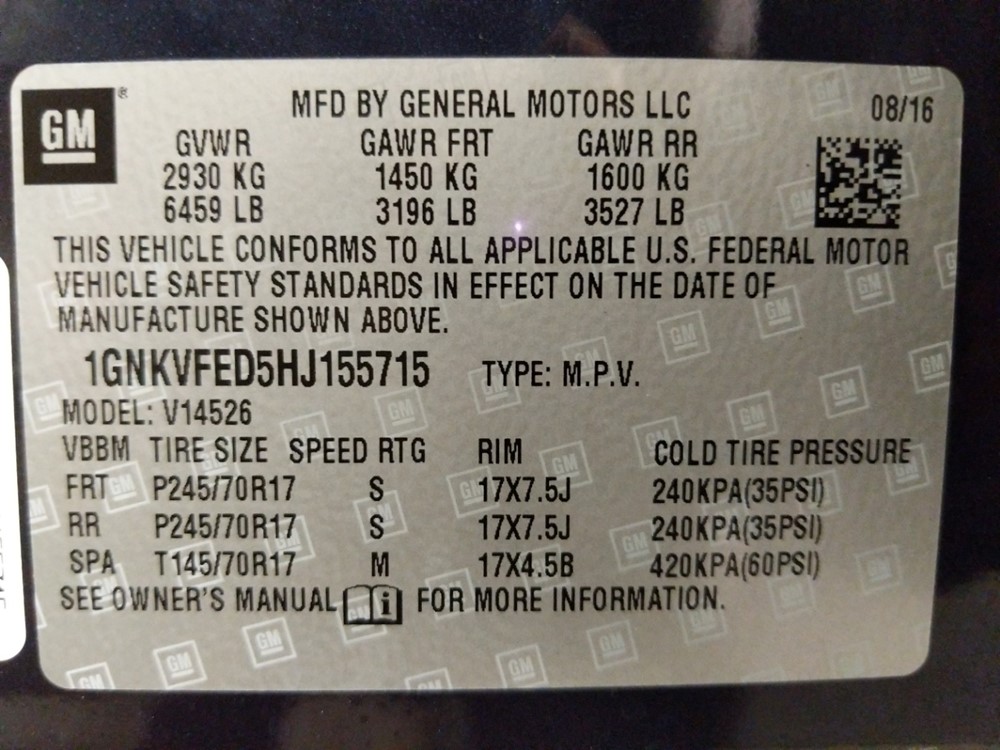 GM®
MFD BY GENERAL MOTORS LLC 08/16
GVWR GAWR FRT GAWR RR
2930 KG 1450 KG 1600 KG
6459 LB 3196 LB 3527 LB
THIS VEHICLE CONFORMS TO ALL APPLICABLE U.S. FEDERAL MOTOR
VEHICLE SAFETY STANDARDS IN EFFECT ON THE DATE OF
MANUFACTURE SHOWN ABOVE.
1GNKVFED5HJ155715 TYPE: M.P.V.
MODEL: V14526
VBBM TIRE SIZE SPEED RTG RIM COLD TIRE PRESSURE
FRT P245/70R17 S 17X7.5J 240KPA(35PSI)
RR P245/70R17 S 17X7.5J 240KPA(35PSI)
SPA T145/70R17 M 17X4.5B 420KPA(60PSI)
SEE OWNER'S MANUAL FOR MORE INFORMATION.